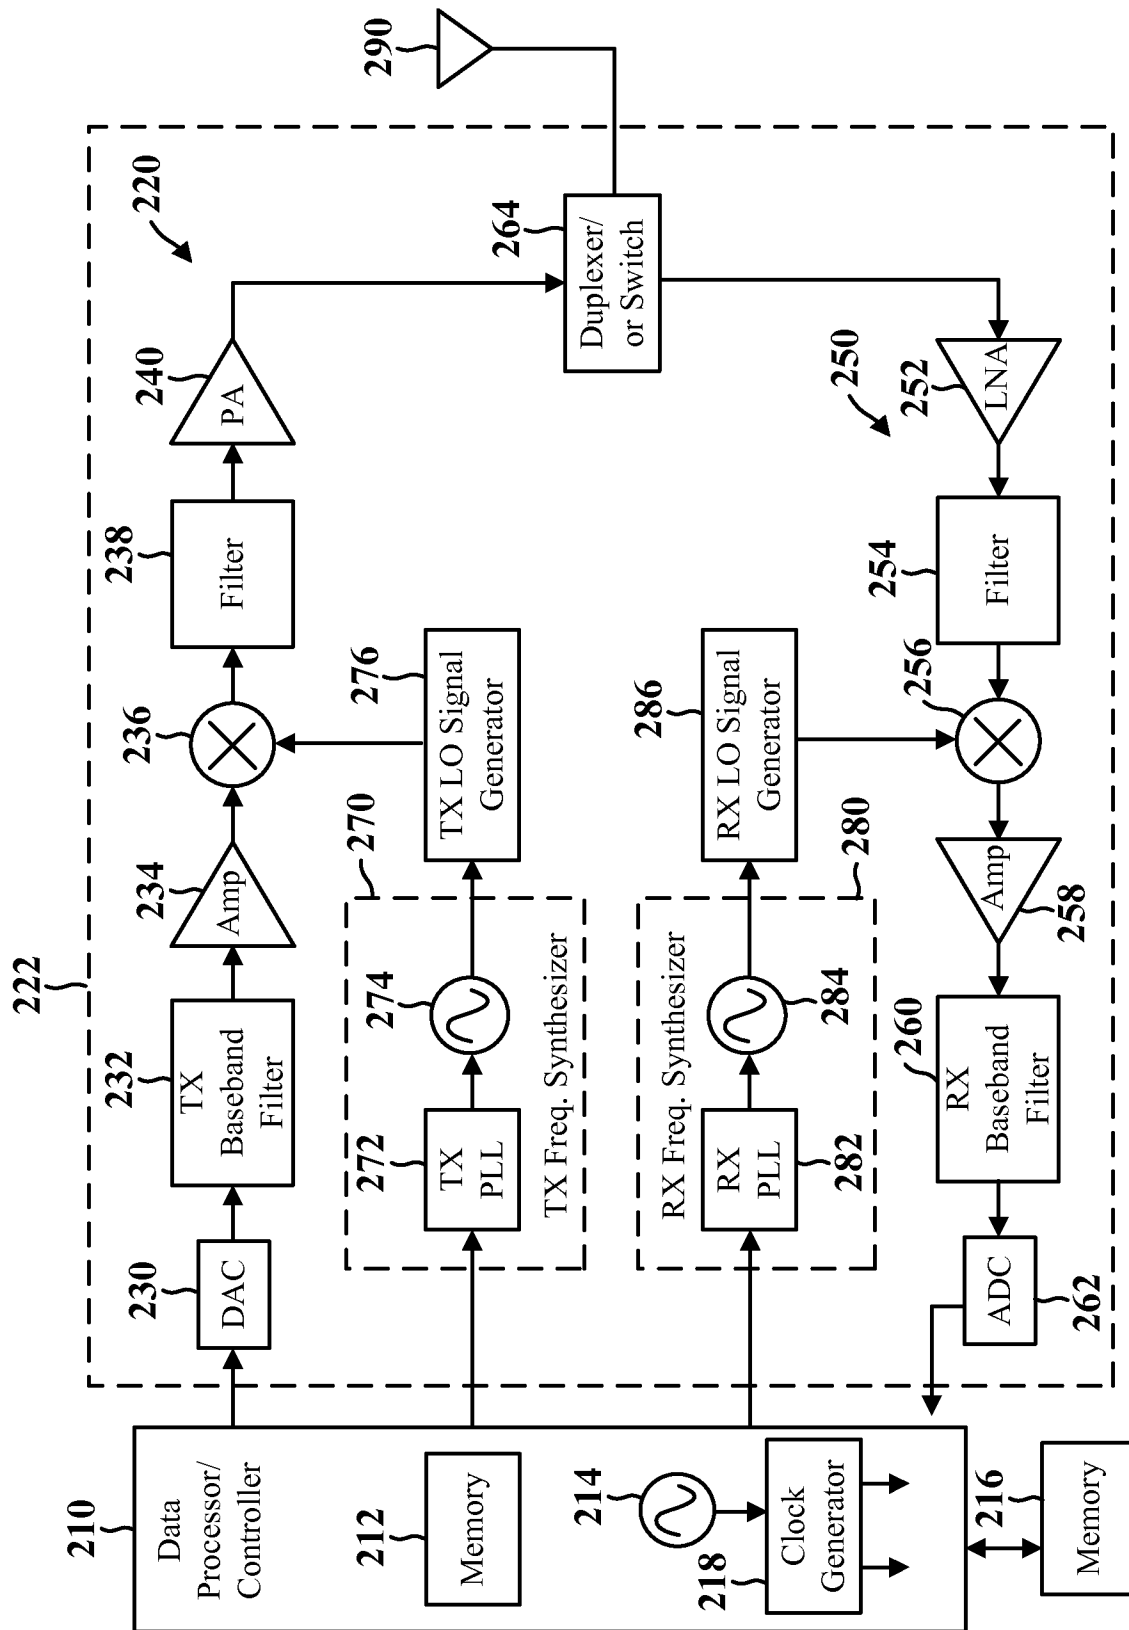 222
220
210
Data
Processor/
Controller
230
DAC
232
TX
Baseband
Filter
234
Amp
236
238
Filter
240
PA
290
212
Memory
272
TX
PLL
274
TX Freq. Synthesizer
270
276
TX LO Signal
Generator
264
Duplexer/
or Switch
214
218
Clock
Generator
RX Freq. Synthesizer
RX
PLL
282
284
280
286
RX LO Signal
Generator
250
216
Memory
262
ADC
260
RX
Baseband
Filter
258
Amp
256
254
Filter
252
LNA